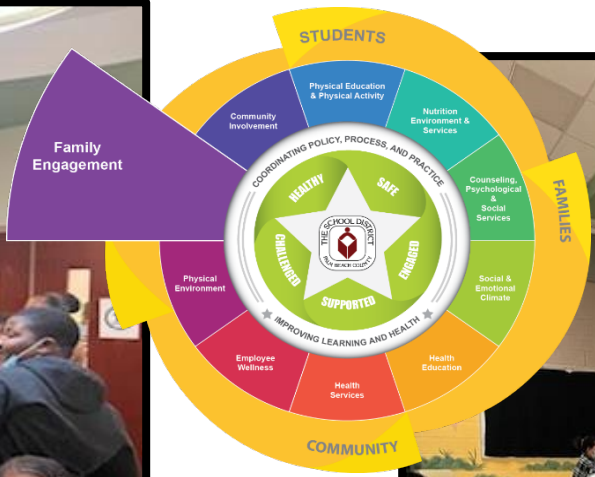 STUDENTS
FAMILIES
COMMUNITY
Physical Education
& Physical Activity
Nutrition
Environment &
Services
Counseling,
Psychological
&
Social
Services
Social &
Emotional
Climate
Health
Education
Health
Services
Employee
Wellness
Physical
Environment
Family
Engagement
Community
Involvement
COORDINATING POLICY, PROCESS, AND PRACTICE
IMPROVING LEARNING AND HEALTH
HEALTHY
SAFE
ENGAGED
SUPPORTED
CHALLENGED
THE SCHOOL DISTRICT
PALM BEACH COUNTY